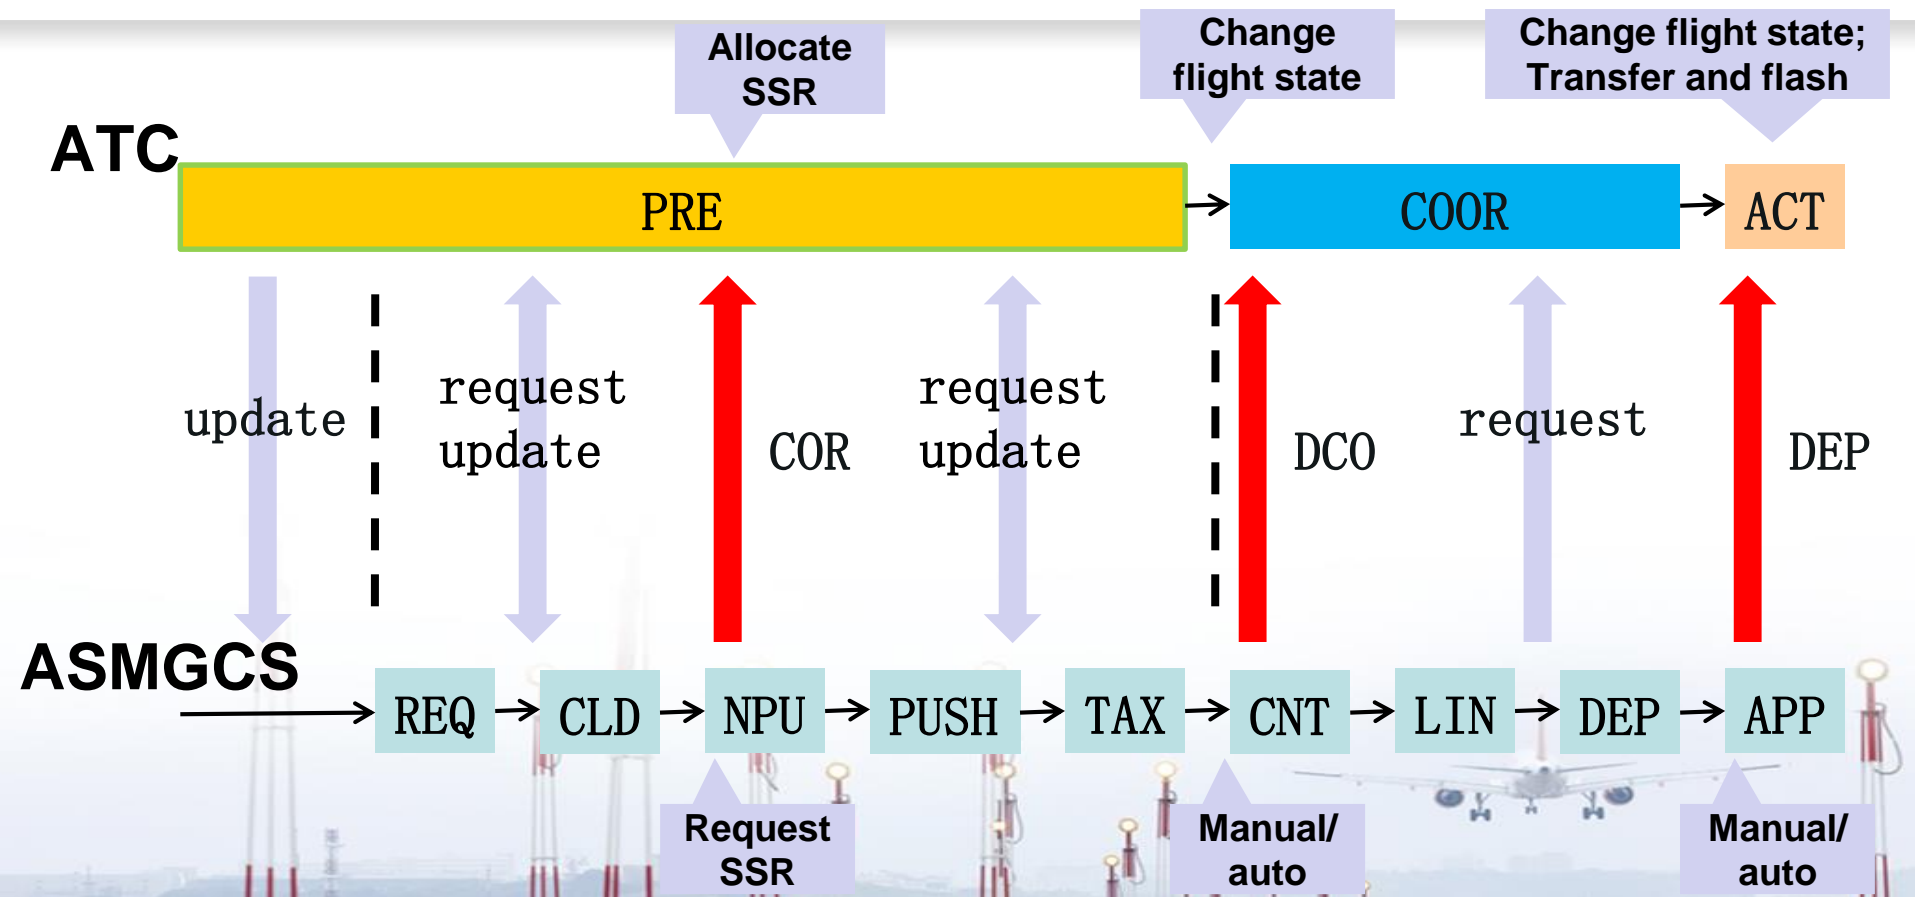 Allocate
SSR
Change
flight state
Change flight state;
Transfer and flash
ATC
PRE
COOR
ACT
update
request
update
COR
request
update
DCO
request
DEP
ASMGCS
REQ
CLD
NPU
PUSH
TAX
CNT
LIN
DEP
APP
Request
SSR
Manual/
auto
Manual/
auto